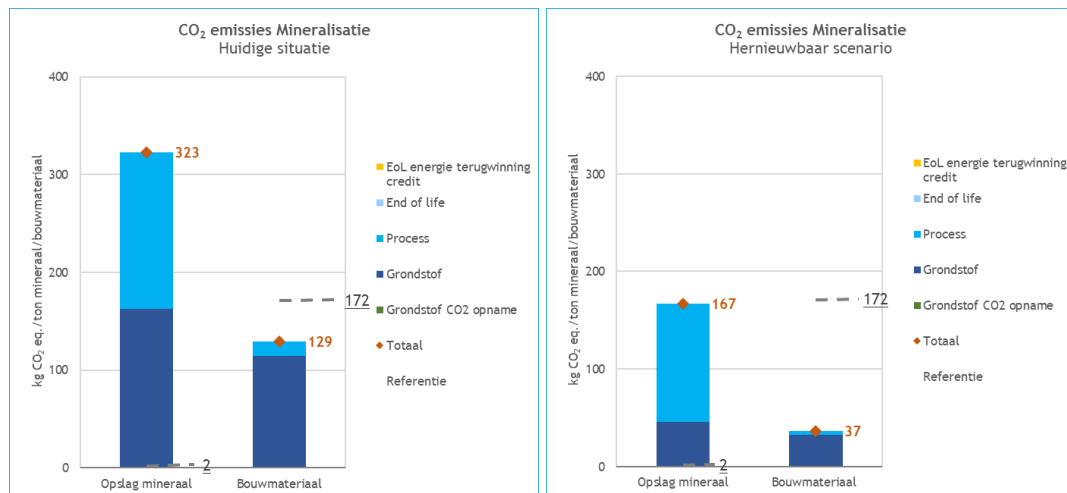 CO₂ emissies Mineralisatie
Huidige situatie
kg CO₂ eq./ton mineraal/bouwmateriaal
400
300
200
100
0
323
129
172
2
Opslag mineraal
Bouwmateriaal
EoL energie terugwinning
credit
End of life
Process
Grondstof
Grondstof CO2 opname
Totaal
Referentie
CO₂ emissies Mineralisatie
Hernieuwbaar scenario
kg CO₂ eq./ton mineraal/bouwmateriaal
400
300
200
100
0
167
37
172
2
Opslag mineraal
Bouwmateriaal
EoL energie terugwinning
credit
End of life
Process
Grondstof
Grondstof CO2 opname
Totaal
Referentie